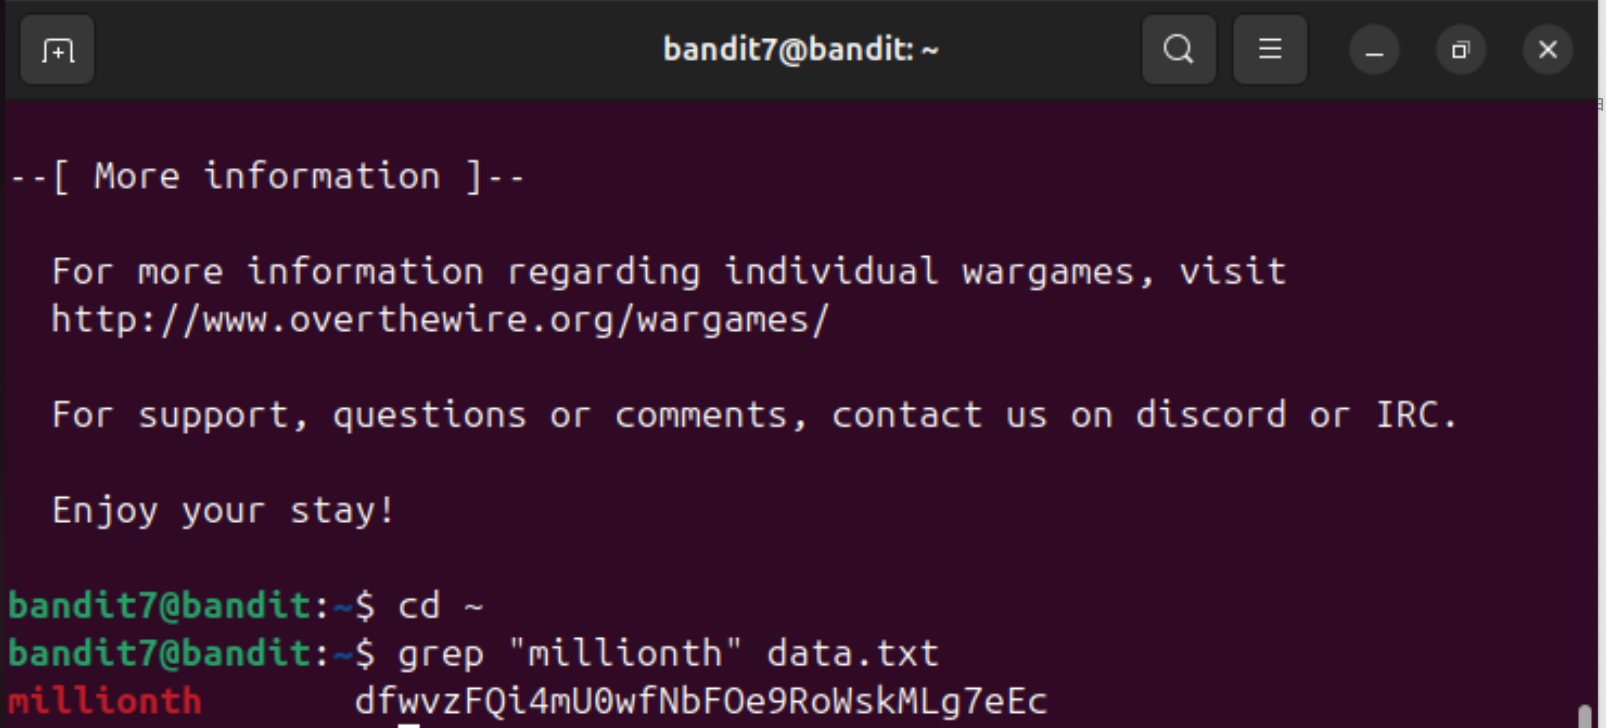 bandit7@bandit: ~
--[ More information ]--
For more information regarding individual wargames, visit
http://www.overthewire.org/wargames/
For support, questions or comments, contact us on discord or IRC.
Enjoy your stay!
bandit7@bandit:~$ cd ~
bandit7@bandit:~$ grep "millionth" data.txt
millionth dfwvzFQi4mU0wfNbFOe9RoWskMLg7eEc